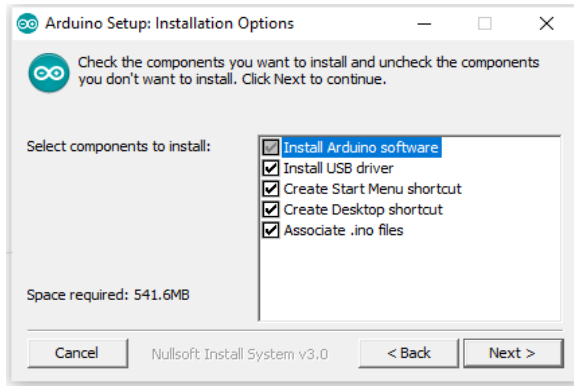 Arduino Setup: Installation Options
Check the components you want to install and uncheck the components
you don't want to install. Click Next to continue.
Select components to install:
Install Arduino software
Install USB driver
Create Start Menu shortcut
Create Desktop shortcut
Associate .ino files
Space required: 541.6MB
Cancel
Nullsoft Install System v3.0
< Back
Next >